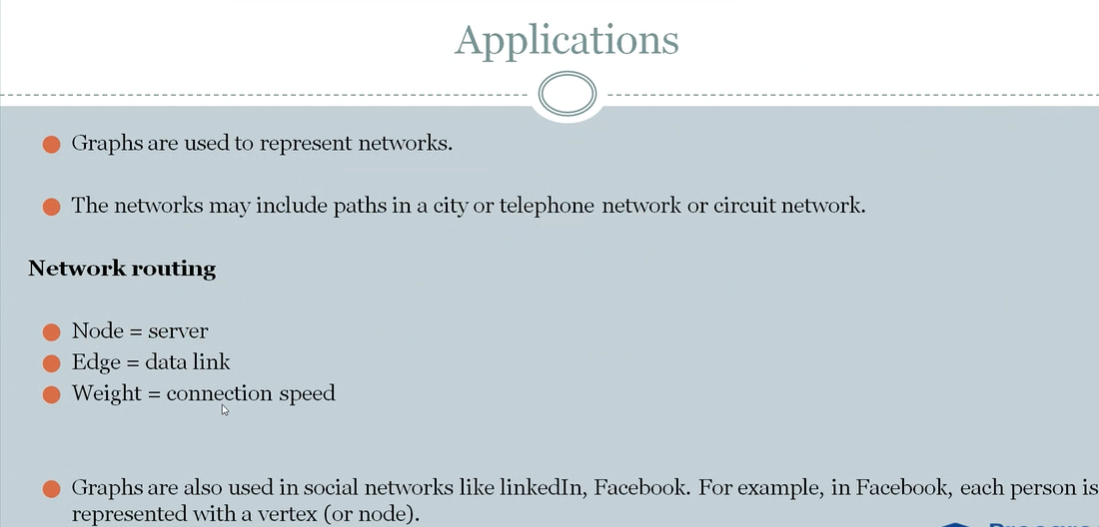 Applications
Graphs are used to represent networks.
The networks may include paths in a city or telephone network or circuit network.
Network routing
Node = server
Edge = data link
Weight = connection speed
Graphs are also used in social networks like linkedIn, Facebook. For example, in Facebook, each person is
represented with a vertex (or node).